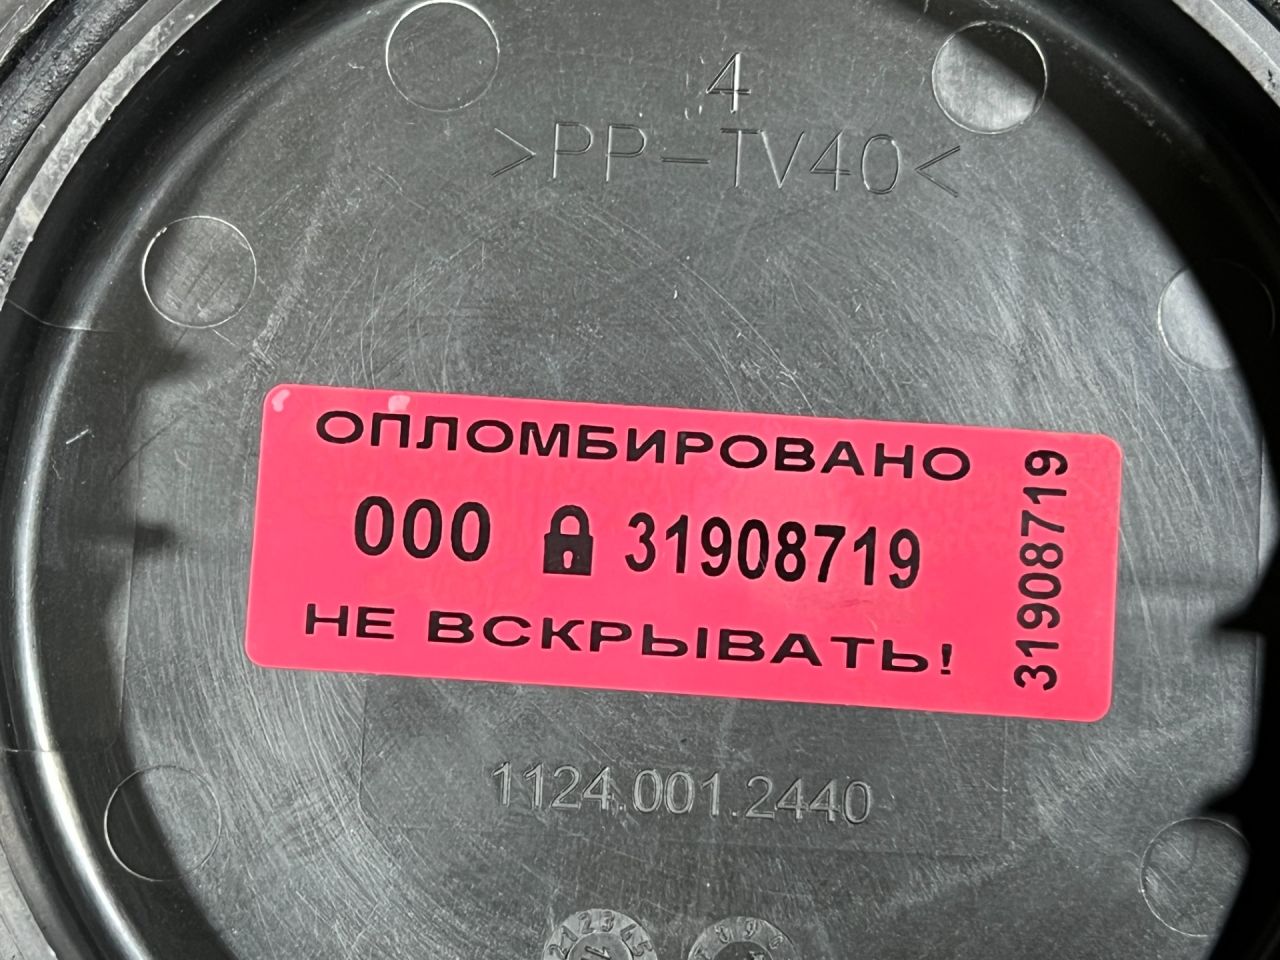 4
>PP-TV40<
ОПЛОМБИРОВАНО
000 31908719
НЕ ВСКРЫВАТЬ!
31908719
1124.001.2440